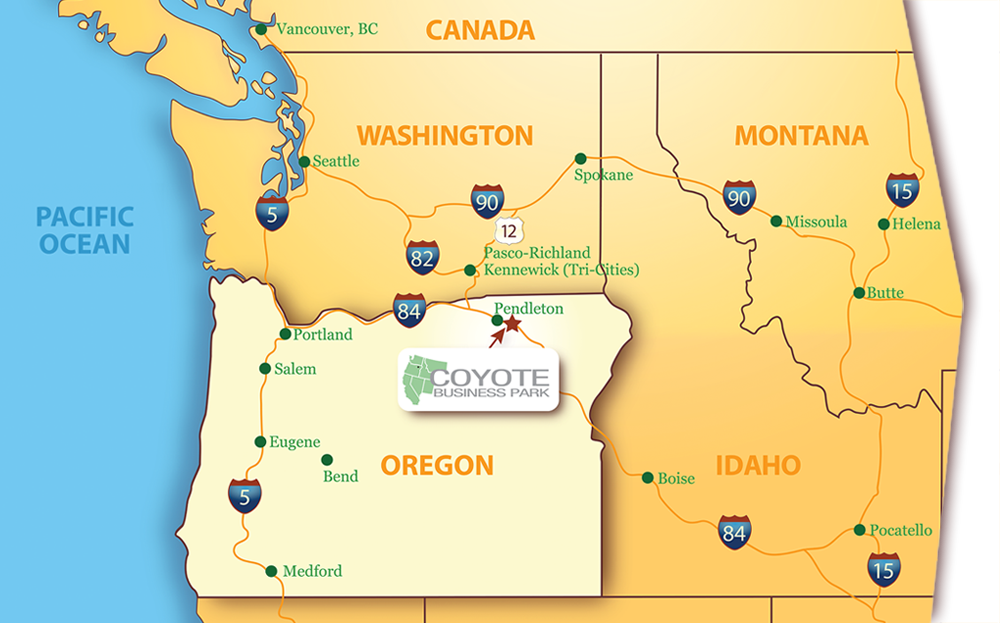 Vancouver, BC
CANADA
WASHINGTON
MONTANA
Seattle
Spokane
90
90
15
5
PACIFIC
OCEAN
12
Missoula
Helena
82
Pasco-Richland
Kennewick (Tri-Cities)
Butte
84
Pendleton
Portland
Salem
COYOTE
BUSINESS PARK
Eugene
Bend
OREGON
IDAHO
Boise
5
84
Pocatello
Medford
15